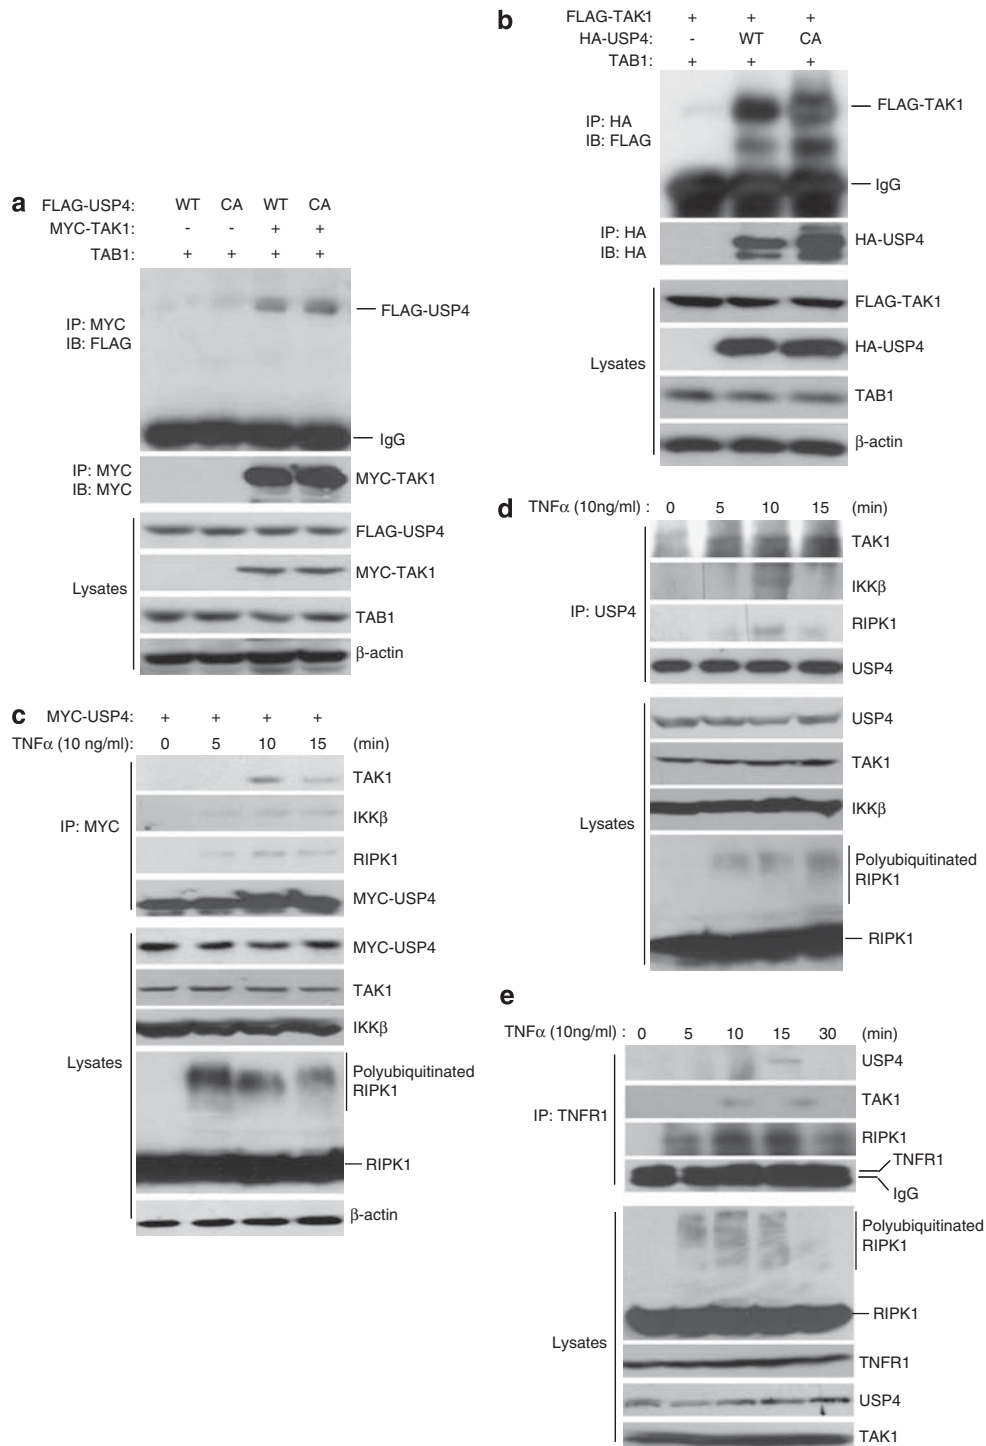 a
FLAG-USP4: WT CA WT CA
MYC-TAK1: - - + +
TAB1: + + + +
IP: MYC
IB: FLAG
FLAG-USP4
IgG
IP: MYC
IB: MYC
MYC-TAK1
Lysates
FLAG-USP4
MYC-TAK1
TAB1
β-actin
b
FLAG-TAK1 + + +
HA-USP4: - WT CA
TAB1: + + +
IP: HA
IB: FLAG
FLAG-TAK1
IgG
IP: HA
IB: HA
HA-USP4
Lysates
FLAG-TAK1
HA-USP4
TAB1
β-actin
c
MYC-USP4: + + + +
TNFα (10 ng/ml): 0 5 10 15 (min)
IP: MYC
TAK1
IKKβ
RIPK1
MYC-USP4
Lysates
MYC-USP4
TAK1
IKKβ
Polyubiquitinated
RIPK1
RIPK1
β-actin
d
TNFα (10ng/ml) : 0 5 10 15 (min)
IP: USP4
TAK1
IKKβ
RIPK1
USP4
Lysates
USP4
TAK1
IKKβ
Polyubiquitinated
RIPK1
RIPK1
e
TNFα (10ng/ml) : 0 5 10 15 30 (min)
IP: TNFR1
USP4
TAK1
RIPK1
TNFR1
IgG
Lysates
Polyubiquitinated
RIPK1
RIPK1
TNFR1
USP4
TAK1